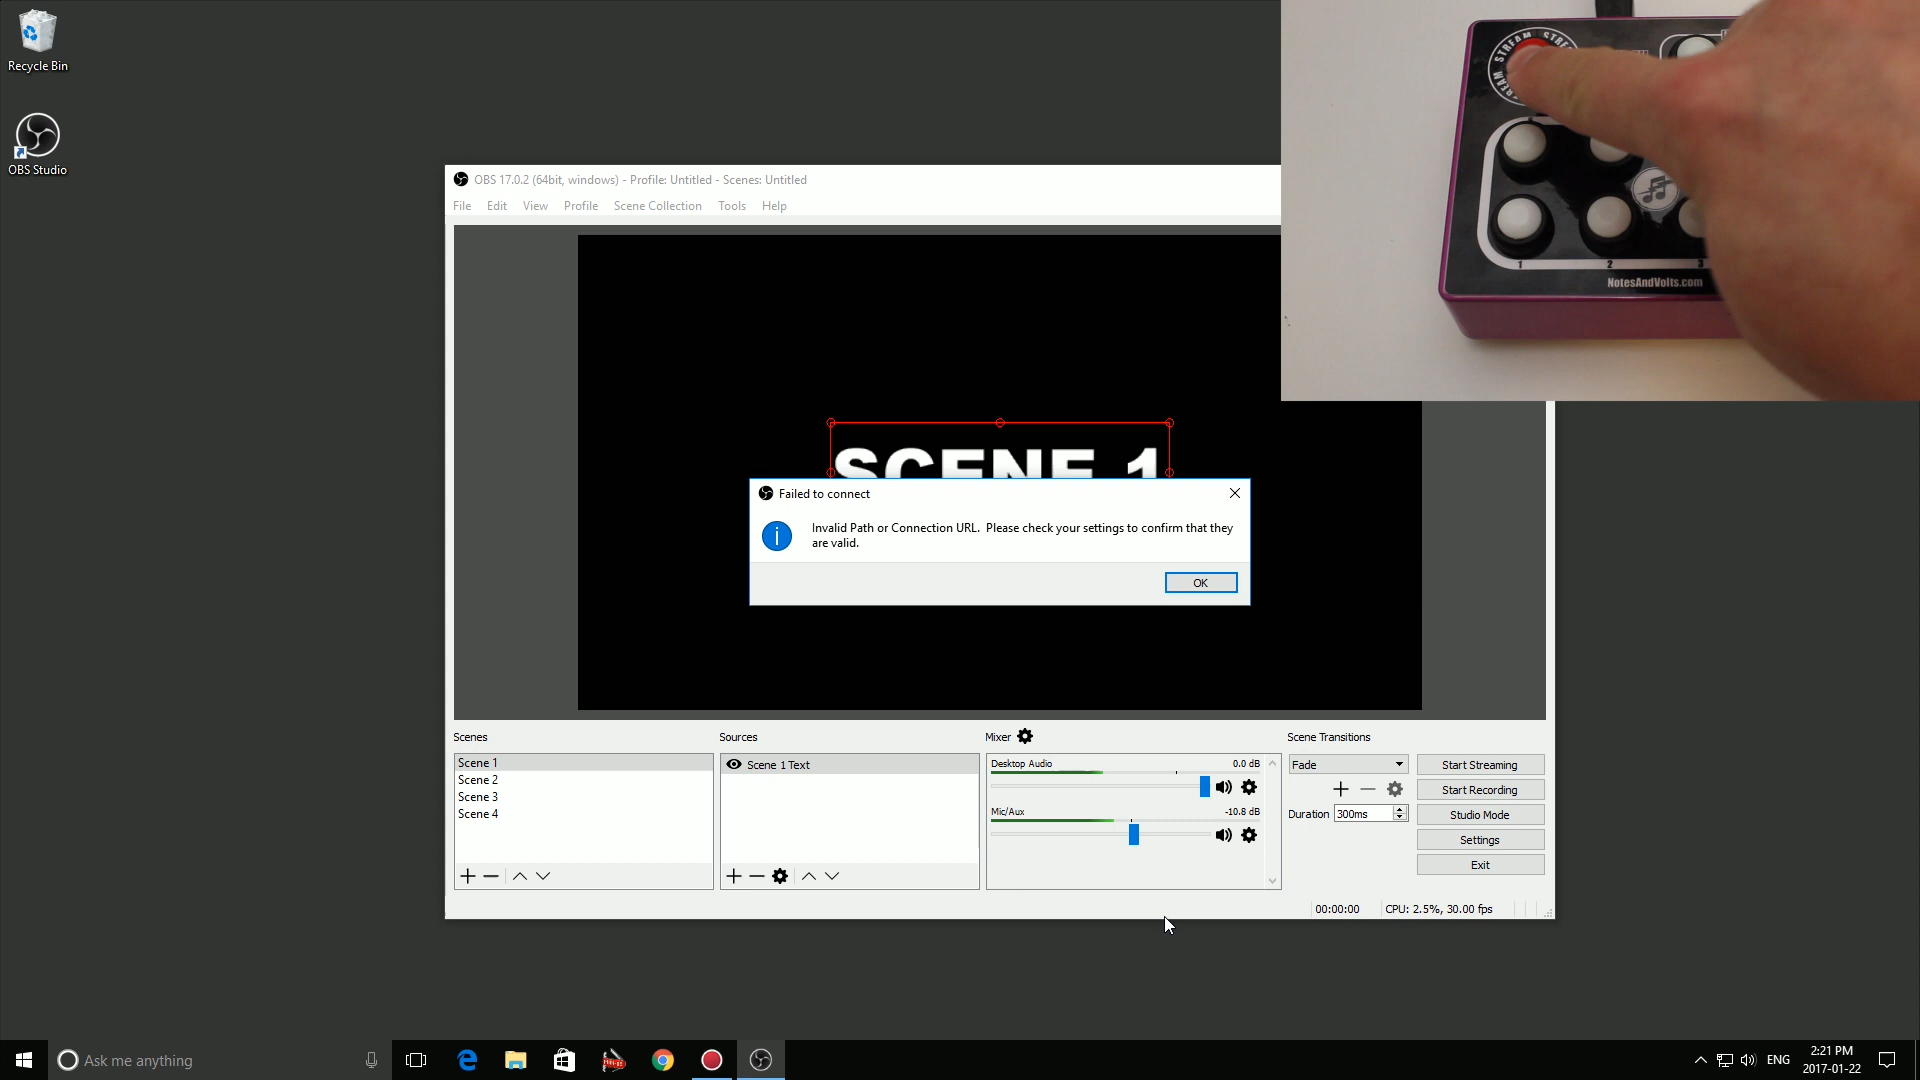 Recycle Bin
OBS Studio
STREAM STREAM
NotesAndVolts.com
1 2 3
OBS 17.0.2 (64bit, windows) - Profile: Untitled - Scenes: Untitled
File Edit View Profile Scene Collection Tools Help
SCENE 1
Failed to connect
Invalid Path or Connection URL. Please check your settings to confirm that they
are valid.
OK
Scenes
Scene 1
Scene 2
Scene 3
Scene 4
Sources
Scene 1 Text
Mixer
Desktop Audio 0.0 dB
Mic/Aux -10.8 dB
Scene Transitions
Fade
Duration 300ms
Start Streaming
Start Recording
Studio Mode
Settings
Exit
00:00:00 CPU: 2.5%, 30.00 fps
Ask me anything
ENG
2:21 PM
2017-01-22